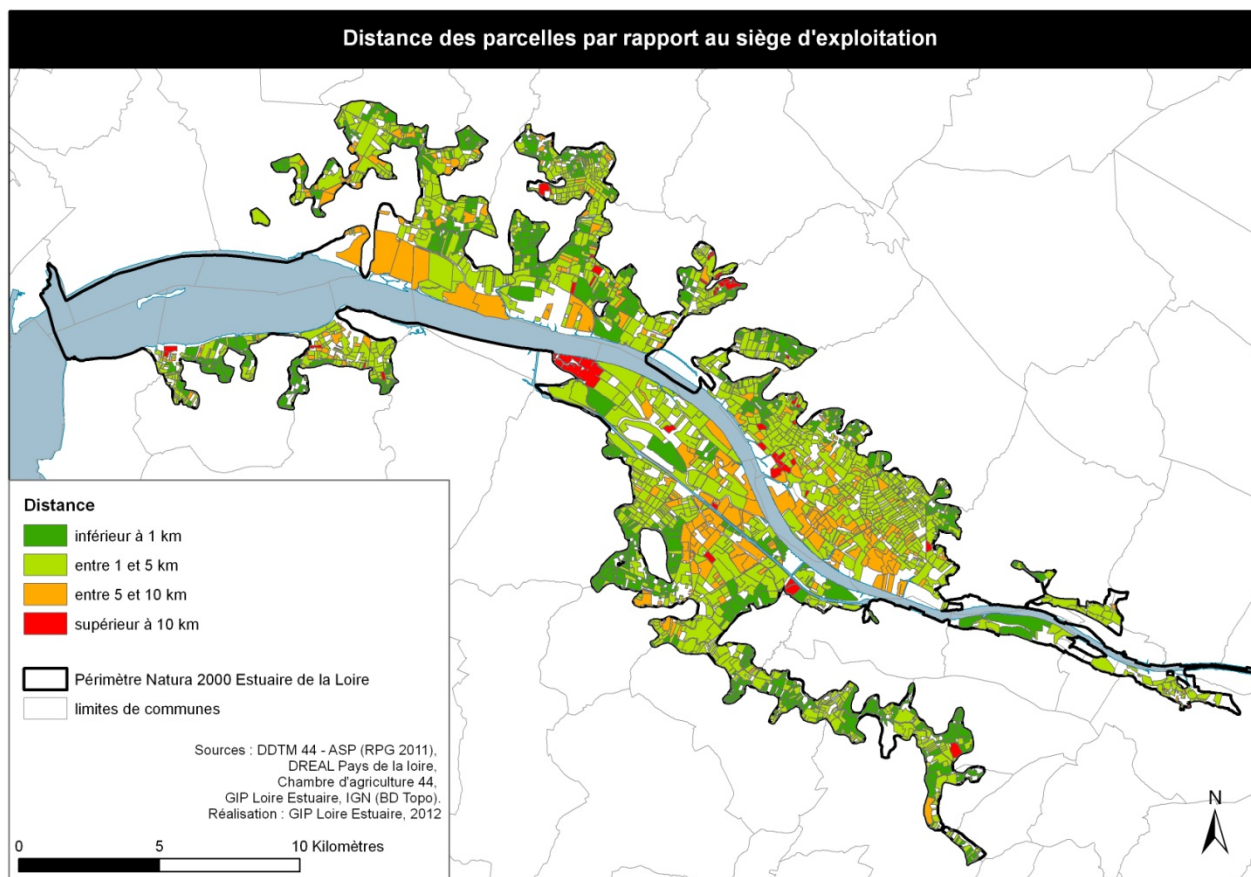 Distance des parcelles par rapport au siège d'exploitation
Distance
inférieur à 1 km
entre 1 et 5 km
entre 5 et 10 km
supérieur à 10 km
Périmètre Natura 2000 Estuaire de la Loire
limites de communes
Sources : DDTM 44 - ASP (RPG 2011),
DREAL Pays de la loire,
Chambre d'agriculture 44,
GIP Loire Estuaire, IGN (BD Topo).
Réalisation : GIP Loire Estuaire, 2012
0 5 10 Kilomètres
N